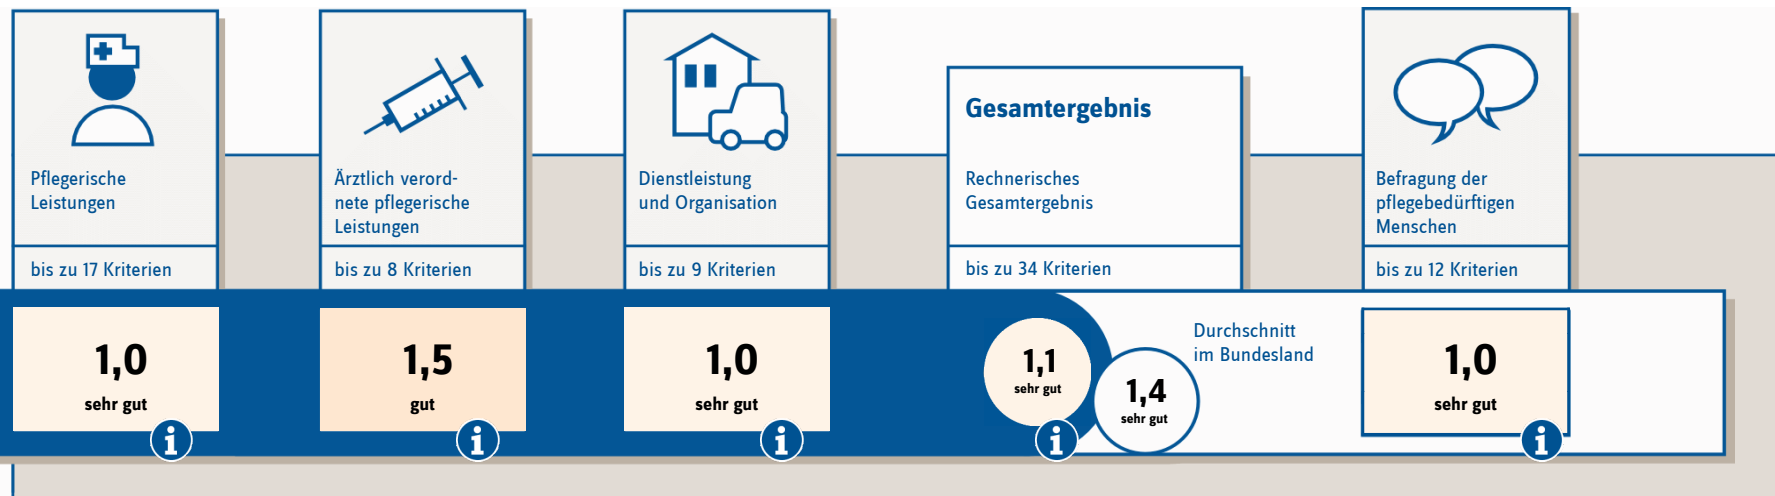 Pflegerische
Leistungen
bis zu 17 Kriterien
1,0
sehr gut
i
Ärztlich verord-
nete pflegerische
Leistungen
bis zu 8 Kriterien
1,5
gut
i
Dienstleistung
und Organisation
bis zu 9 Kriterien
1,0
sehr gut
i
Gesamtergebnis
Rechnerisches
Gesamtergebnis
bis zu 34 Kriterien
1,1
sehr gut
i
1,4
sehr gut
Durchschnitt
im Bundesland
Befragung der
pflegebedürftigen
Menschen
bis zu 12 Kriterien
1,0
sehr gut
i